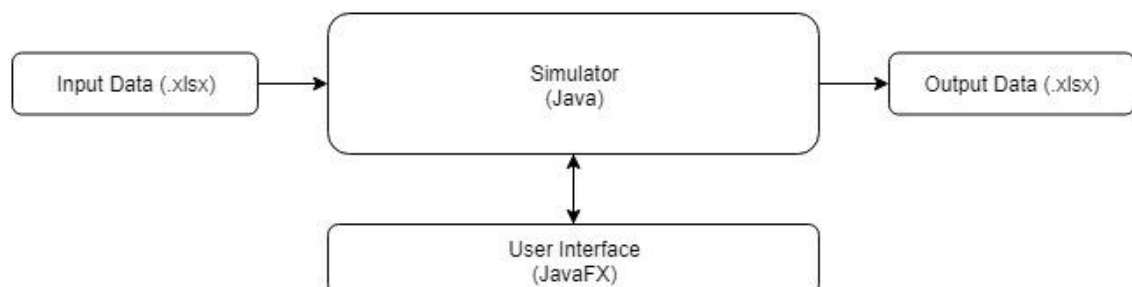 Input Data (.xlsx)
Simulator
(Java)
Output Data (.xlsx)
User Interface
(JavaFX)